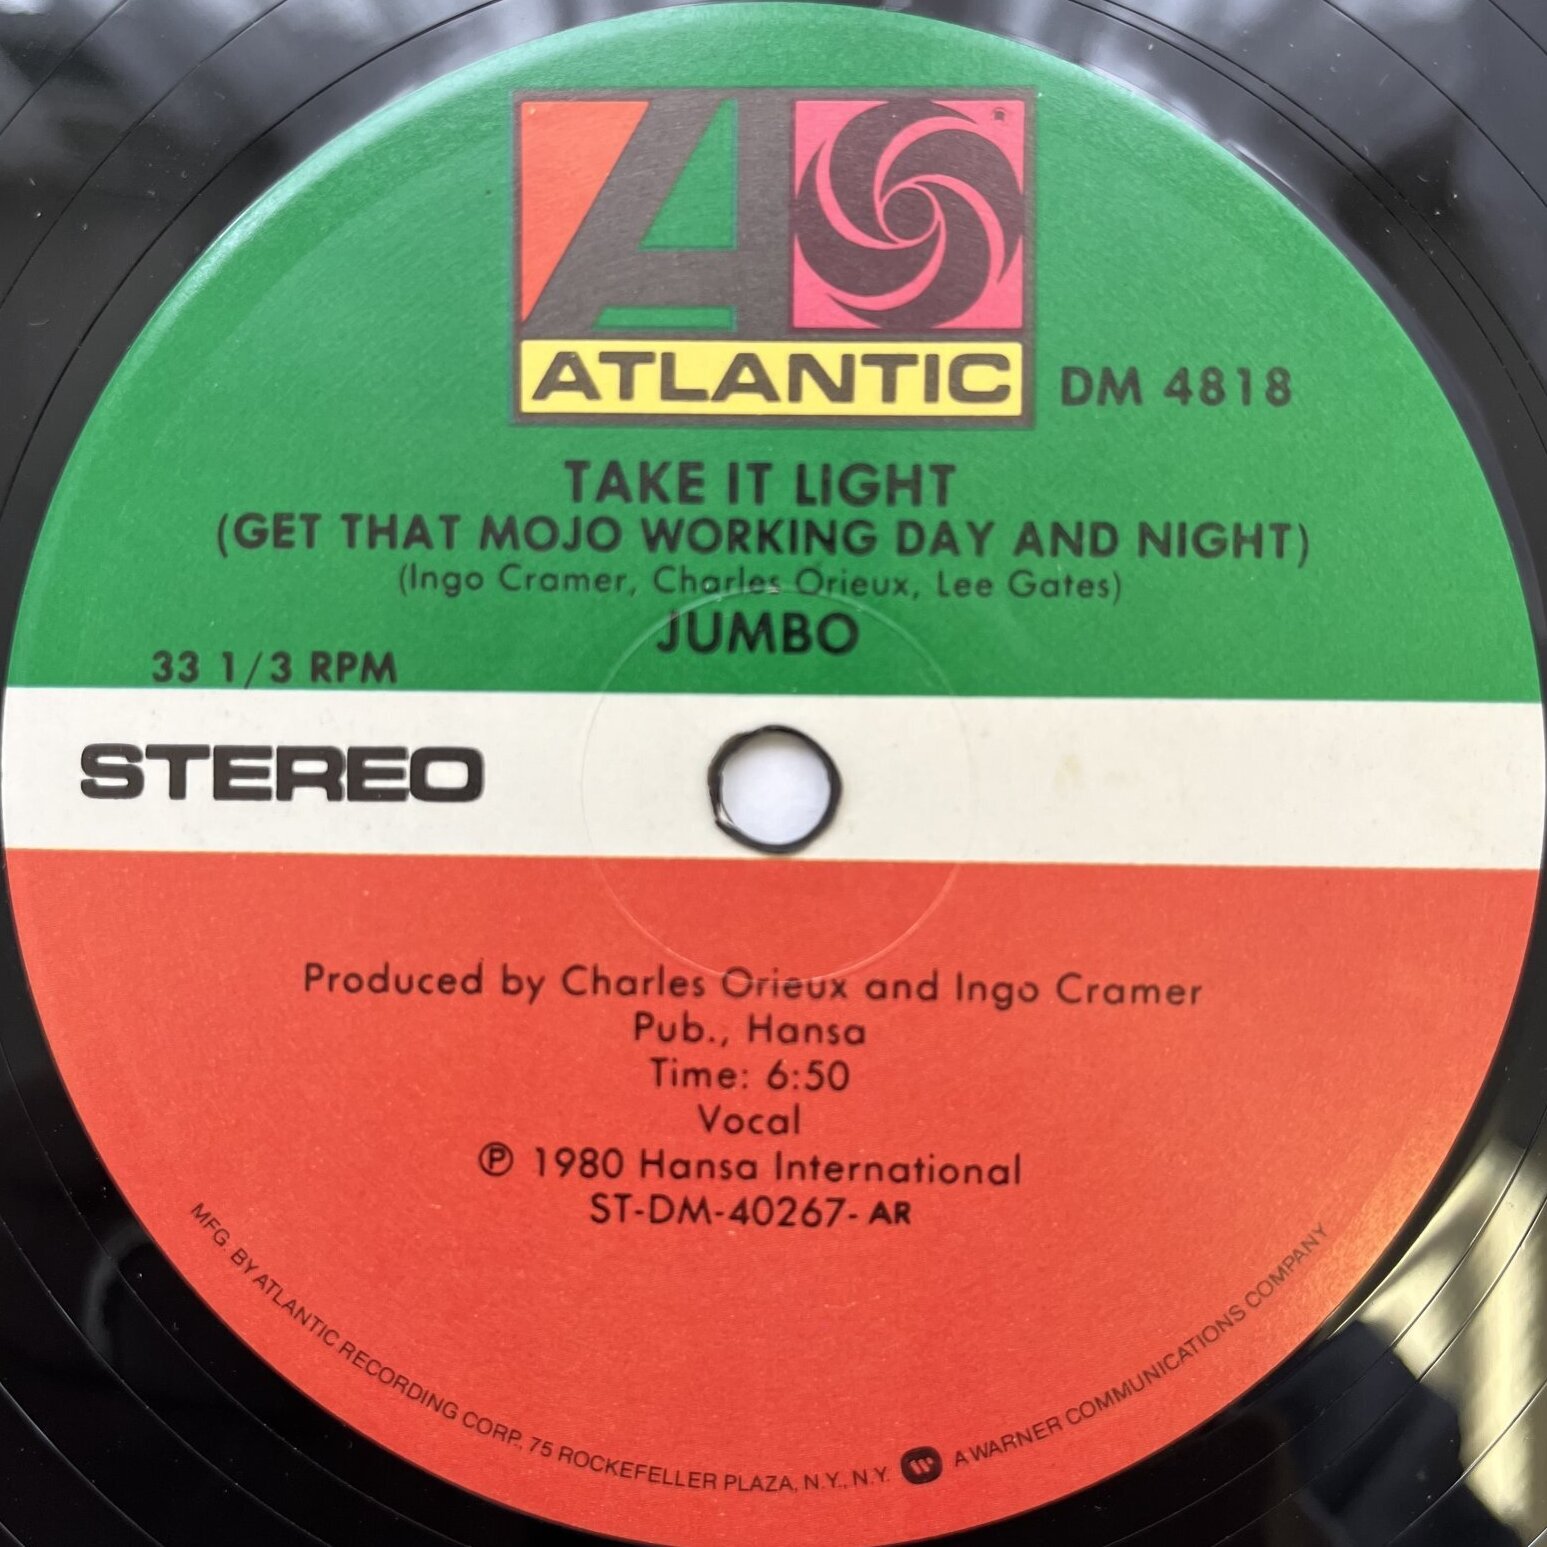 ATLANTIC
DM 4818
TAKE IT LIGHT
(GET THAT MOJO WORKING DAY AND NIGHT)
(Ingo Cramer, Charles Orieux, Lee Gates)
JUMBO
33 1/3 RPM
STEREO
Produced by Charles Orieux and Ingo Cramer
Pub., Hansa
Time: 6:50
Vocal
℗ 1980 Hansa International
ST-DM-40267-AR
MFG. BY ATLANTIC RECORDING CORP., 75 ROCKEFELLER PLAZA, N.Y., N.Y. A WARNER COMMUNICATIONS COMPANY